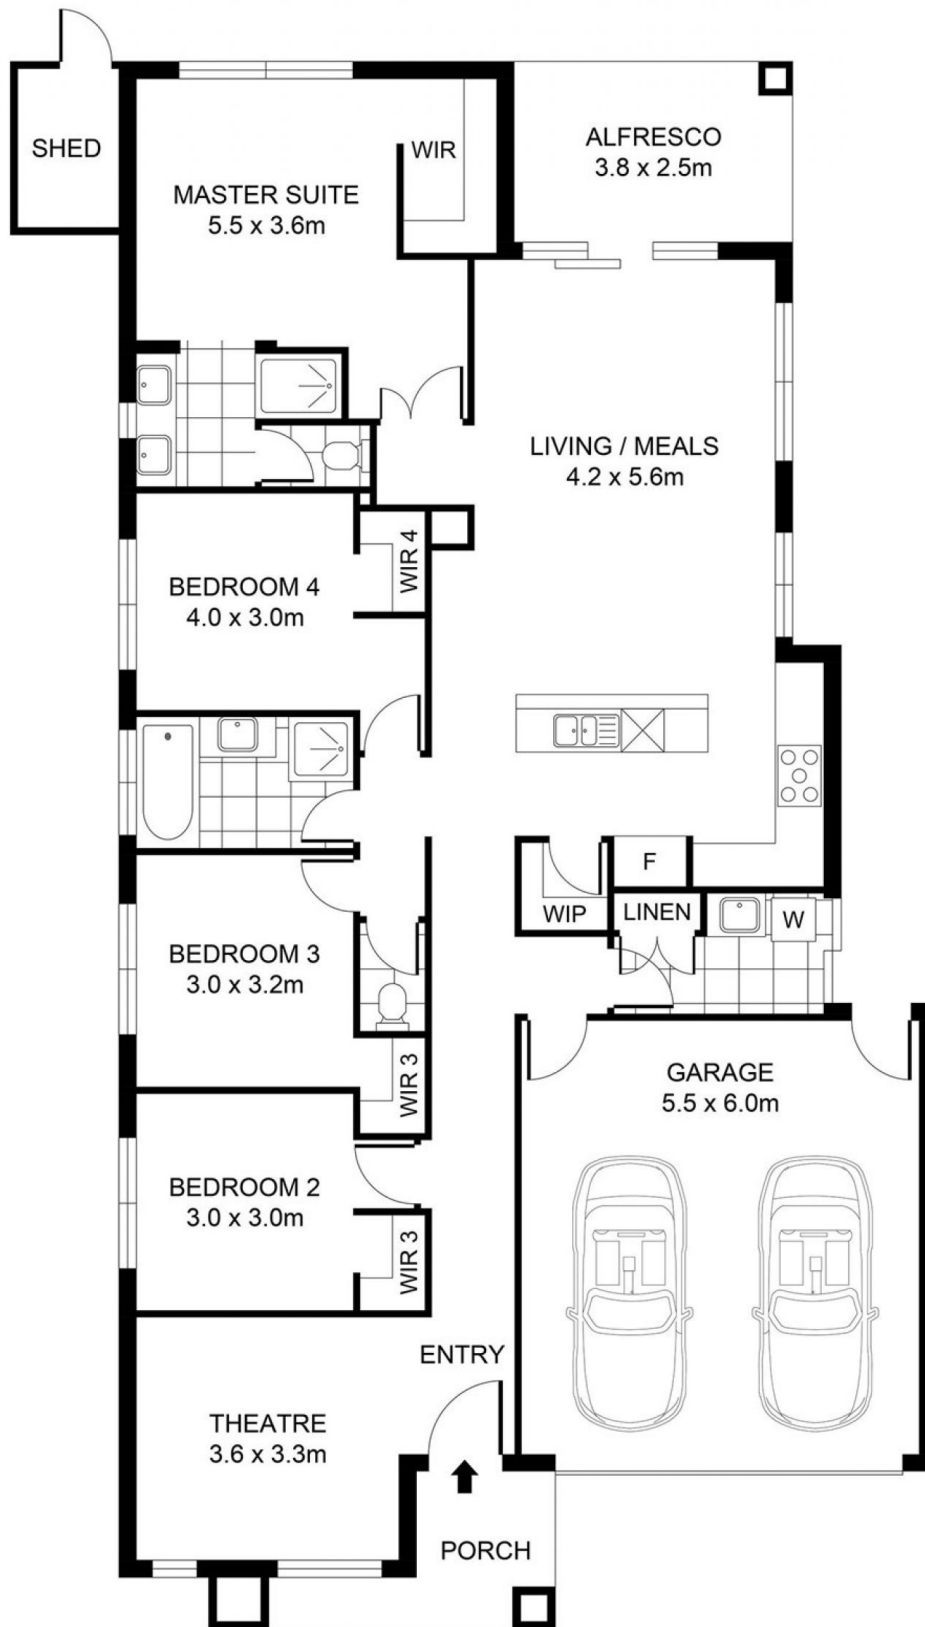 SHED
WIR
ALFRESCO
3.8 x 2.5m
MASTER SUITE
5.5 x 3.6m
LIVING / MEALS
4.2 x 5.6m
WIR 4
BEDROOM 4
4.0 x 3.0m
F
WIP
LINEN
W
BEDROOM 3
3.0 x 3.2m
WIR 3
GARAGE
5.5 x 6.0m
BEDROOM 2
3.0 x 3.0m
WIR 3
ENTRY
THEATRE
3.6 x 3.3m
PORCH